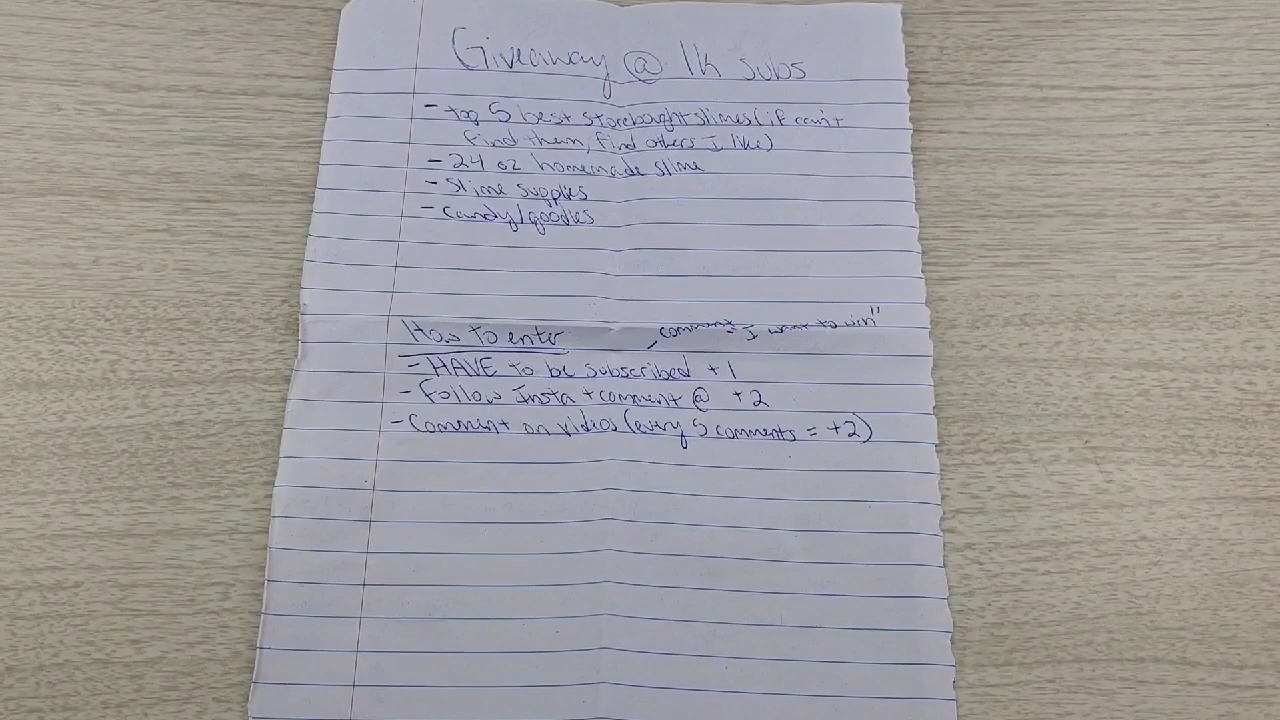 Giveaway @ 1k subs
- top 5 best storebought slimes (if can't
find them, find others I like)
- 24 oz homemade slime
- Slime supplies
- candy/goodies
How to enter
comment "I want to win"
- HAVE to be subscribed +1
- Follow Insta + comment @ +2
- Comment on videos (every 5 comments = +2)